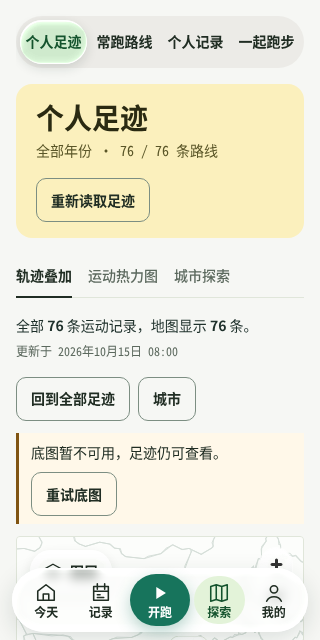 个人足迹 常跑路线 个人记录 一起跑步
个人足迹
全部年份 · 76 / 76 条路线
重新读取足迹
轨迹叠加 运动热力图 城市探索
全部 76 条运动记录，地图显示 76 条。
更新于 2026年10月15日 08:00
回到全部足迹 城市
底图暂不可用，足迹仍可查看。
重试底图
+
今天 记录 开跑 探索 我的